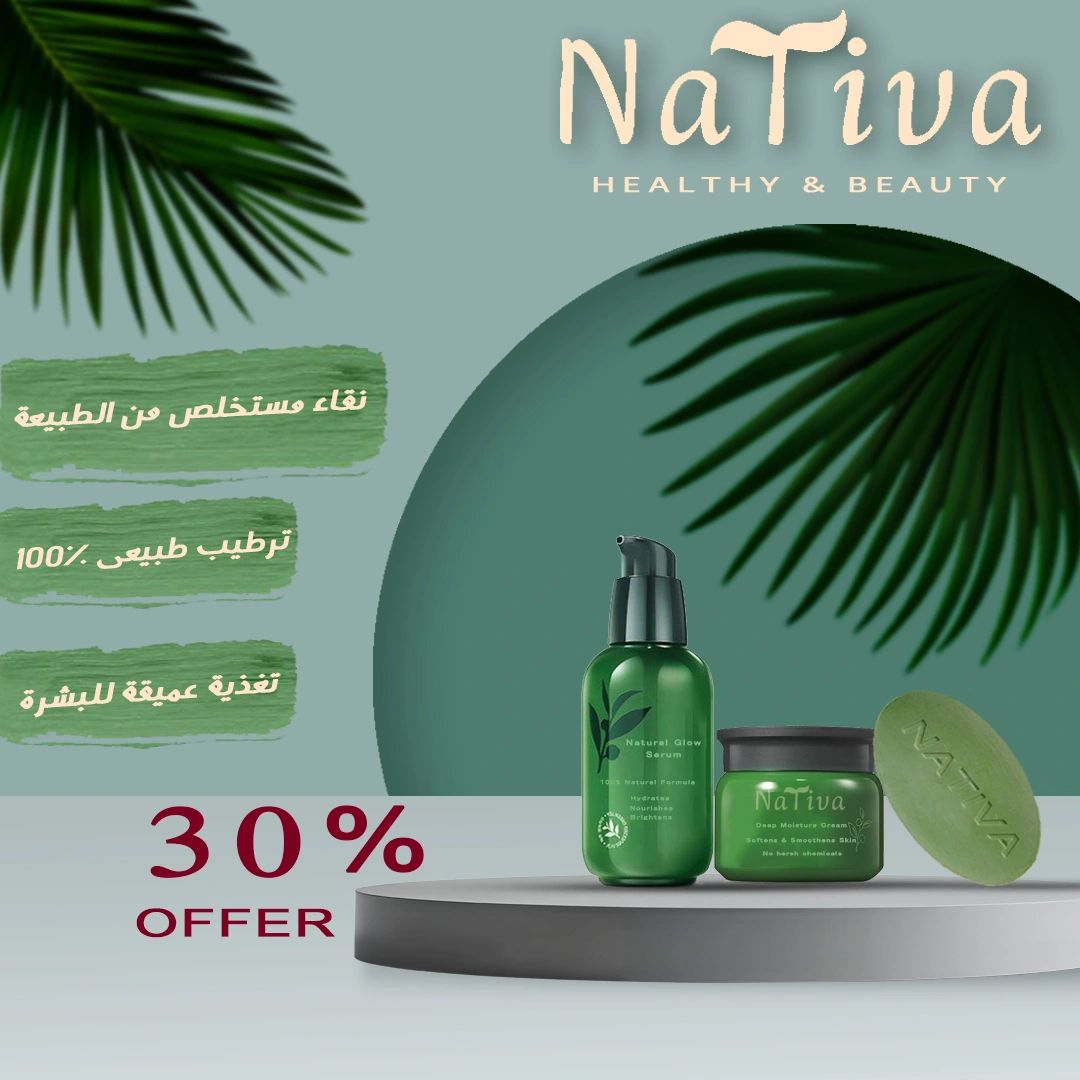 NaTiva
HEALTHY & BEAUTY
نقاء مستخلص من الطبيعة
ترطيب طبيعى 100٪
تغذية عميقة للبشرة
30%
OFFER
Natural Glow
Serum
100% Natural Formula
Hydrates
Nourishes
Brightens
NaTiva
Deep Moisture Cream
Softens & Smoothens Skin
No harsh chemicals
NATIVA